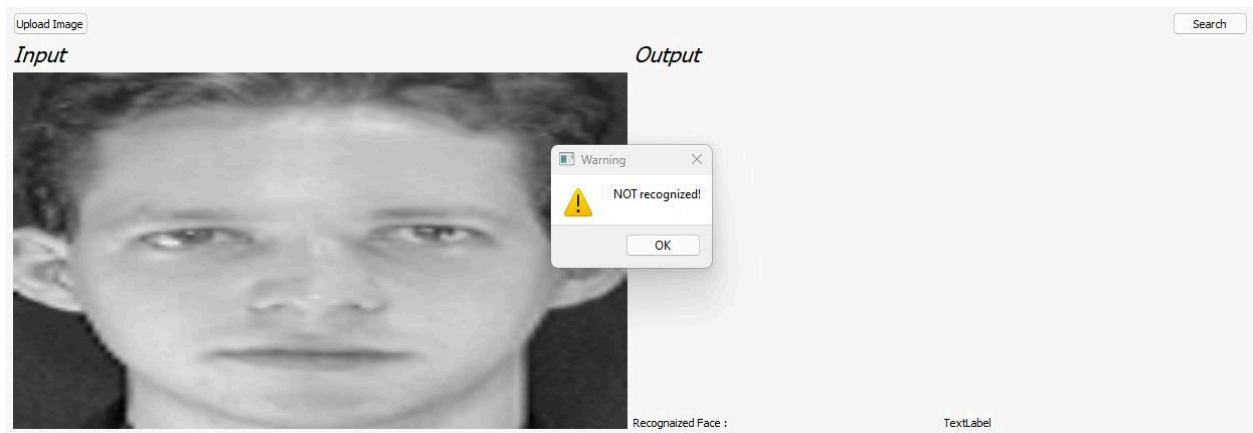 Upload Image
Search
Input
Output
Warning
NOT recognized!
OK
Recognaized Face :
TextLabel